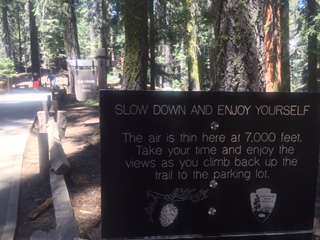 SLOW DOWN AND ENJOY YOURSELF
The air is thin here at 7,000 feet.
Take your time and enjoy the
views as you climb back up the
trail to the parking lot.